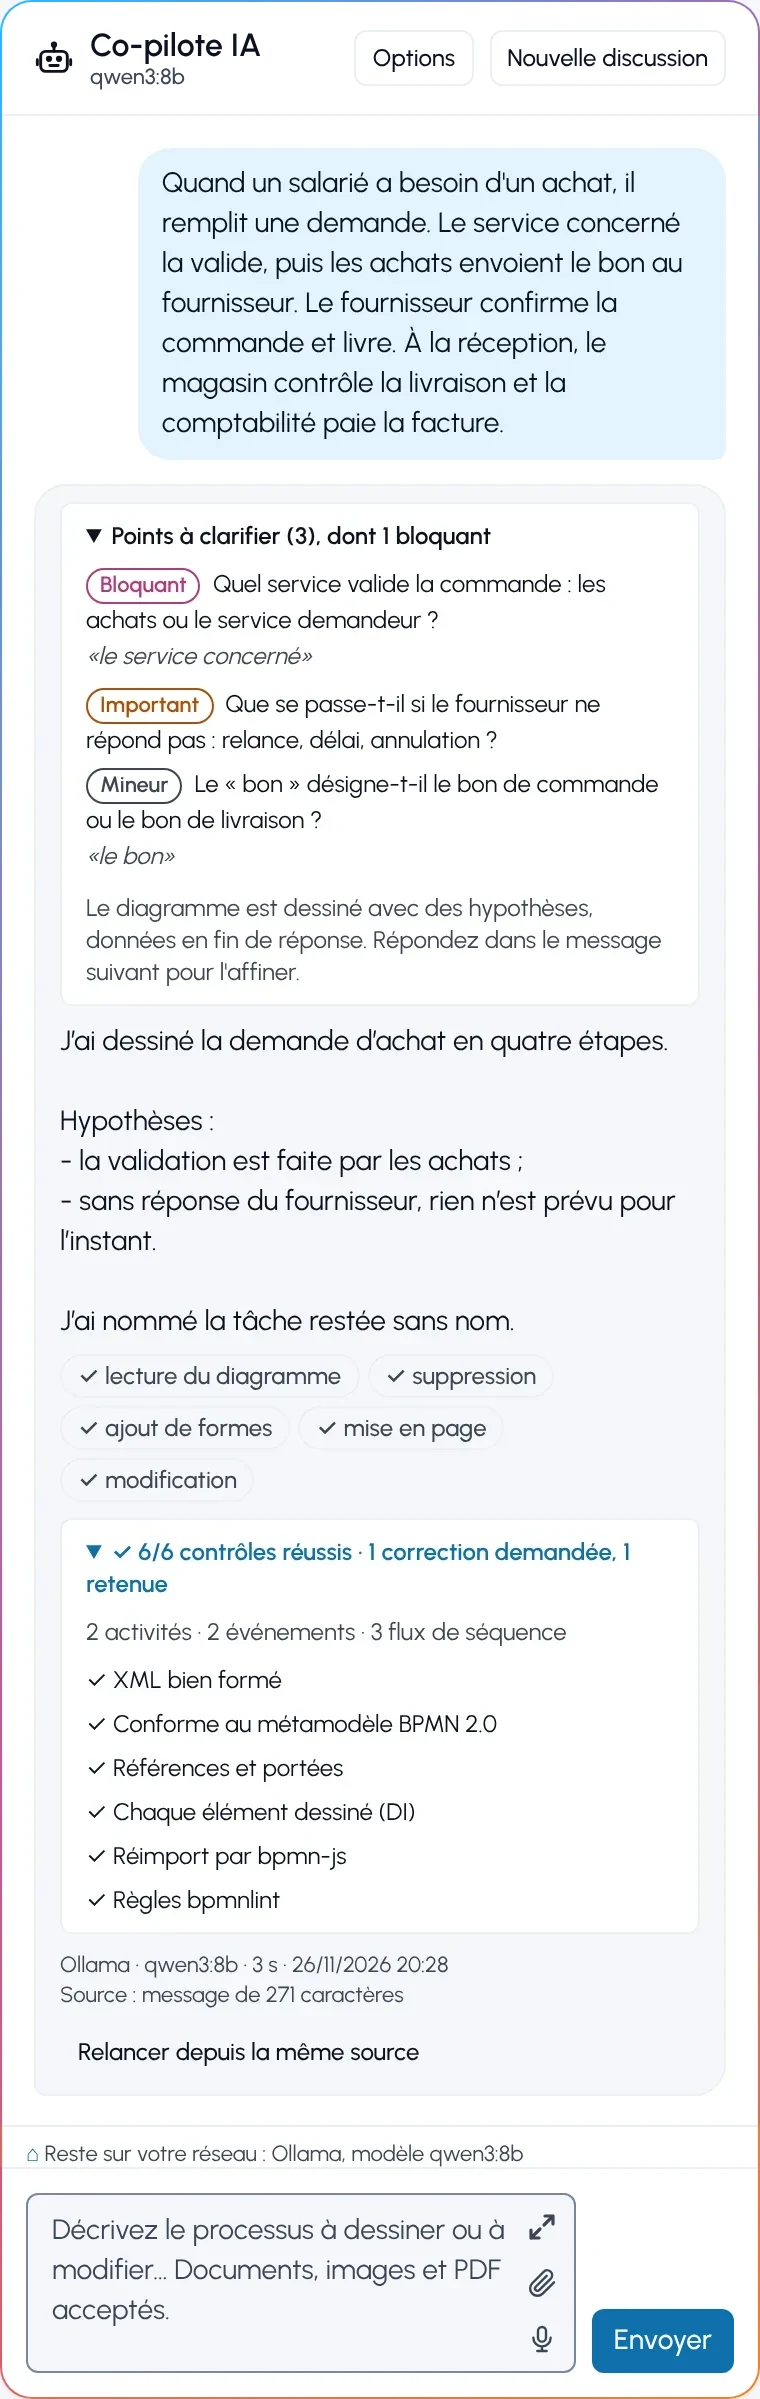 Co-pilote IA
qwen3:8b
Options
Nouvelle discussion
Quand un salarié a besoin d'un achat, il
remplit une demande. Le service concerné
la valide, puis les achats envoient le bon au
fournisseur. Le fournisseur confirme la
commande et livre. À la réception, le
magasin contrôle la livraison et la
comptabilité paie la facture.
▼ Points à clarifier (3), dont 1 bloquant
Bloquant Quel service valide la commande : les
achats ou le service demandeur ?
«le service concerné»
Important Que se passe-t-il si le fournisseur ne
répond pas : relance, délai, annulation ?
Mineur Le « bon » désigne-t-il le bon de commande
ou le bon de livraison ?
«le bon»
Le diagramme est dessiné avec des hypothèses,
données en fin de réponse. Répondez dans le message
suivant pour l'affiner.
J'ai dessiné la demande d'achat en quatre étapes.
Hypothèses :
- la validation est faite par les achats ;
- sans réponse du fournisseur, rien n'est prévu pour
l'instant.
J'ai nommé la tâche restée sans nom.
✓ lecture du diagramme
✓ suppression
✓ ajout de formes
✓ mise en page
✓ modification
▼ ✓ 6/6 contrôles réussis · 1 correction demandée, 1
retenue
2 activités · 2 événements · 3 flux de séquence
✓ XML bien formé
✓ Conforme au métamodèle BPMN 2.0
✓ Références et portées
✓ Chaque élément dessiné (DI)
✓ Réimport par bpmn-js
✓ Règles bpmnlint
Ollama · qwen3:8b · 3 s · 26/11/2026 20:28
Source : message de 271 caractères
Relancer depuis la même source
⌂ Reste sur votre réseau : Ollama, modèle qwen3:8b
Décrivez le processus à dessiner ou à
modifier... Documents, images et PDF
acceptés.
Envoyer